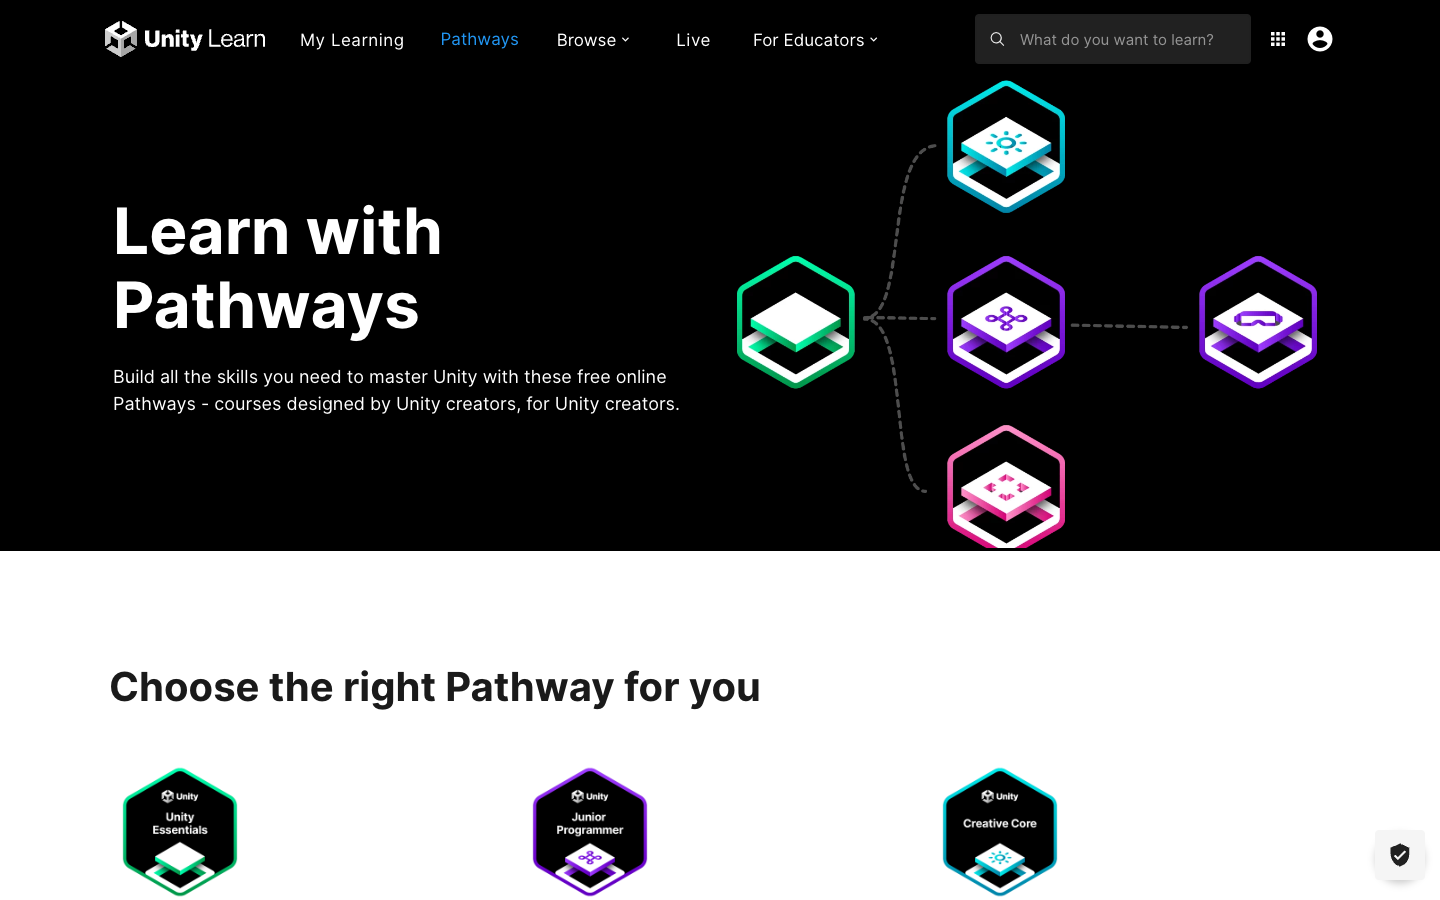 Unity Learn
My Learning
Pathways
Browse
Live
For Educators
What do you want to learn?
Learn with
Pathways
Build all the skills you need to master Unity with these free online
Pathways - courses designed by Unity creators, for Unity creators.
Choose the right Pathway for you
Unity
Unity
Essentials
Unity
Junior
Programmer
Unity
Creative Core